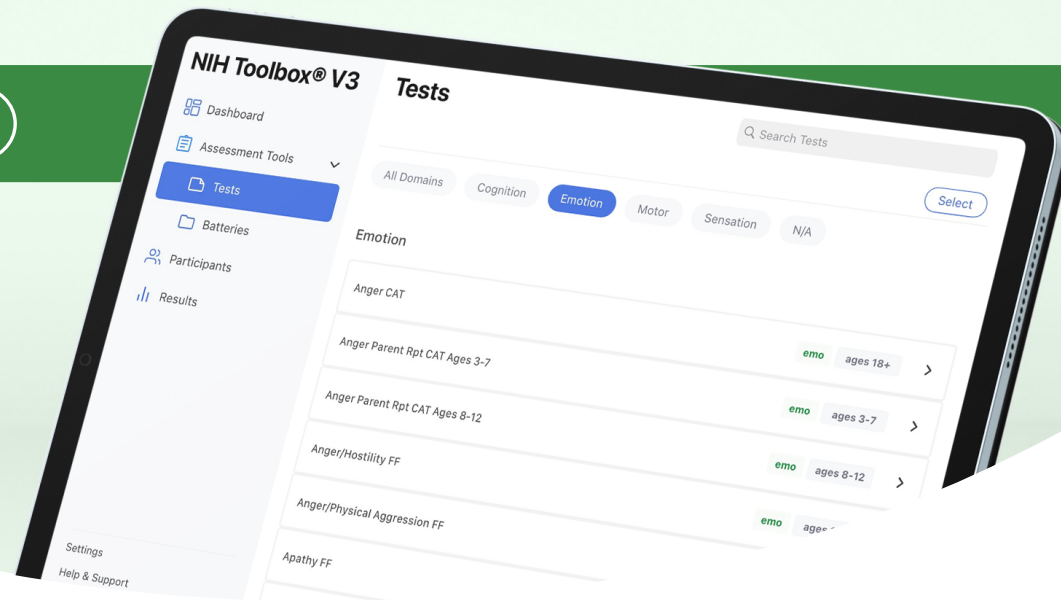 NIH Toolbox® V3
Dashboard
Assessment Tools
Tests
Batteries
Participants
Results
Settings
Help & Support
Tests
Search Tests
Select
All Domains
Cognition
Emotion
Motor
Sensation
N/A
Emotion
Anger CAT
emo
ages 18+
Anger Parent Rpt CAT Ages 3-7
emo
ages 3-7
Anger Parent Rpt CAT Ages 8-12
emo
ages 8-12
Anger/Hostility FF
emo
ages
Anger/Physical Aggression FF
Apathy FF